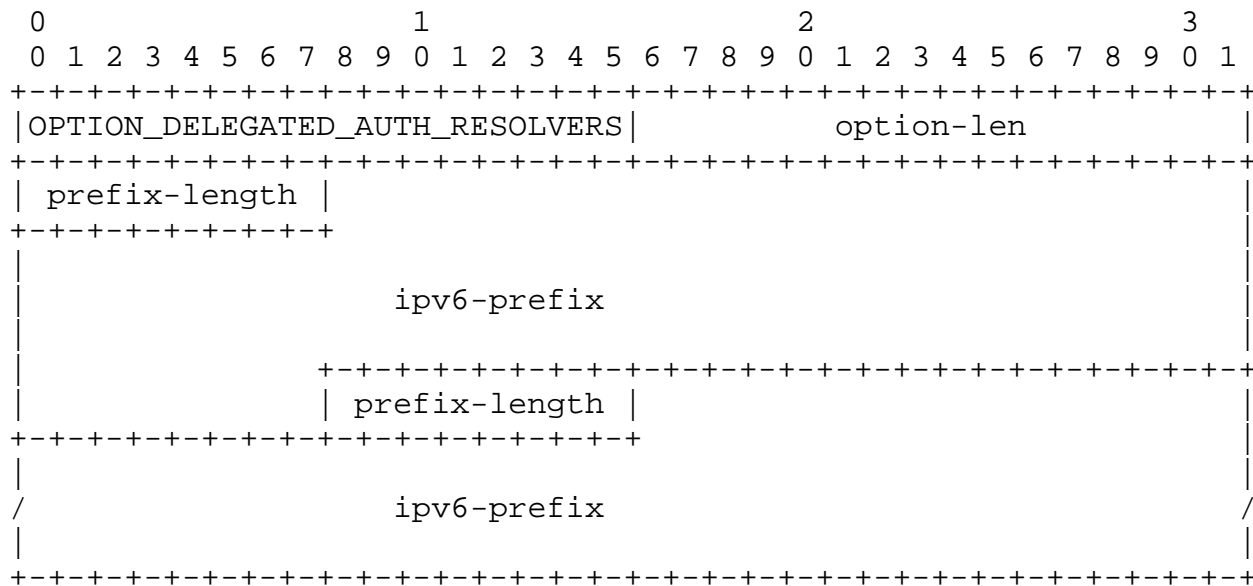 0                   1                   2                   3
 0 1 2 3 4 5 6 7 8 9 0 1 2 3 4 5 6 7 8 9 0 1 2 3 4 5 6 7 8 9 0 1
+-+-+-+-+-+-+-+-+-+-+-+-+-+-+-+-+-+-+-+-+-+-+-+-+-+-+-+-+-+-+-+-+
|OPTION_DELEGATED_AUTH_RESOLVERS|          option-len           |
+-+-+-+-+-+-+-+-+-+-+-+-+-+-+-+-+-+-+-+-+-+-+-+-+-+-+-+-+-+-+-+-+
| prefix-length |                                               |
+-+-+-+-+-+-+-+-+                                               |
|                                                               |
|                   ipv6-prefix                                 |
|                                                               |
|               +-+-+-+-+-+-+-+-+-+-+-+-+-+-+-+-+-+-+-+-+-+-+-+-+
|               | prefix-length |                               |
+-+-+-+-+-+-+-+-+-+-+-+-+-+-+-+-+                               |
|                                                               |
/                   ipv6-prefix                                 /
|                                                               |
+-+-+-+-+-+-+-+-+-+-+-+-+-+-+-+-+-+-+-+-+-+-+-+-+-+-+-+-+-+-+-+-+